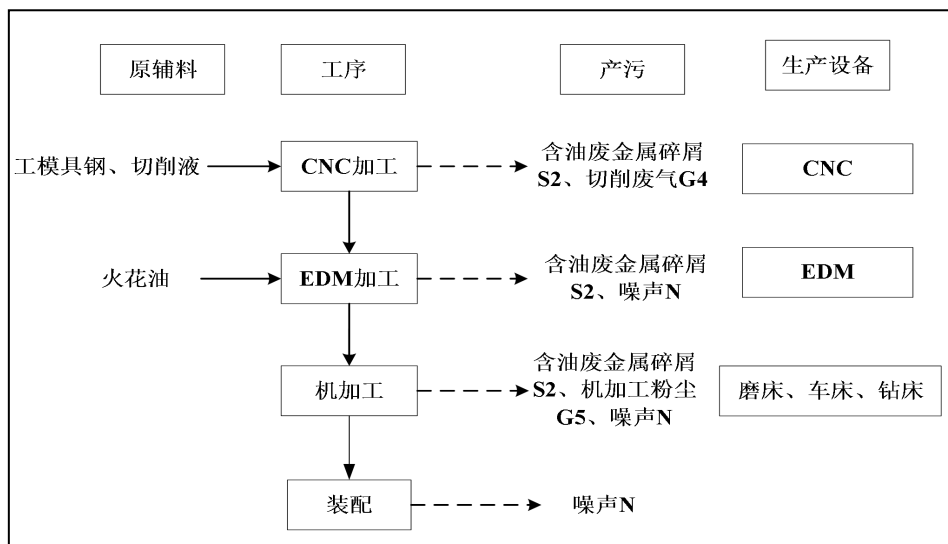 原辅料
工序
产污
生产设备
工模具钢、切削液
CNC加工
含油废金属碎屑
S2、切削废气G4
CNC
火花油
EDM加工
含油废金属碎屑
S2、噪声N
EDM
机加工
含油废金属碎屑
S2、机加工粉尘
G5、噪声N
磨床、车床、钻床
装配
噪声N